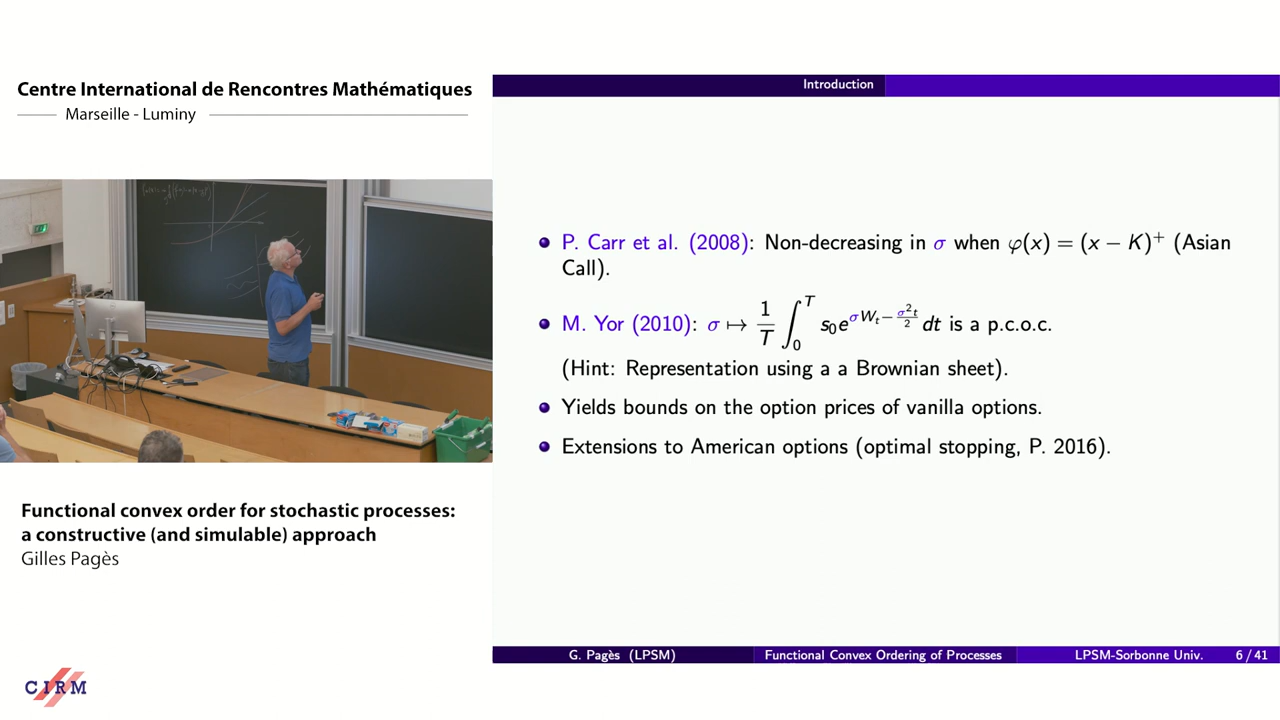 Centre International de Rencontres Mathématiques
Marseille - Luminy
Introduction
• P. Carr et al. (2008): Non-decreasing in σ when φ(x) = (x − K)⁺ (Asian
Call).
• M. Yor (2010): σ ↦ 1/T ∫₀ᵀ s₀e^{σW_t − σ²t/2} dt is a p.c.o.c.
(Hint: Representation using a a Brownian sheet).
• Yields bounds on the option prices of vanilla options.
• Extensions to American options (optimal stopping, P. 2016).
Functional convex order for stochastic processes:
a constructive (and simulable) approach
Gilles Pagès
G. Pagès (LPSM) Functional Convex Ordering of Processes LPSM-Sorbonne Univ. 6 / 41
CIRM